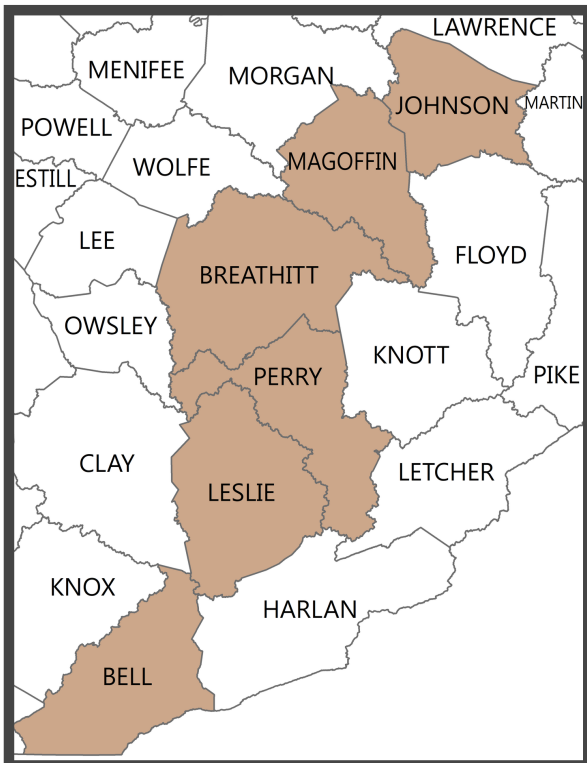 LAWRENCE
MENIFEE
MORGAN
JOHNSON
MARTIN
POWELL
WOLFE
MAGOFFIN
ESTILL
LEE
BREATHITT
FLOYD
OWSLEY
KNOTT
PERRY
PIKE
CLAY
LESLIE
LETCHER
KNOX
HARLAN
BELL